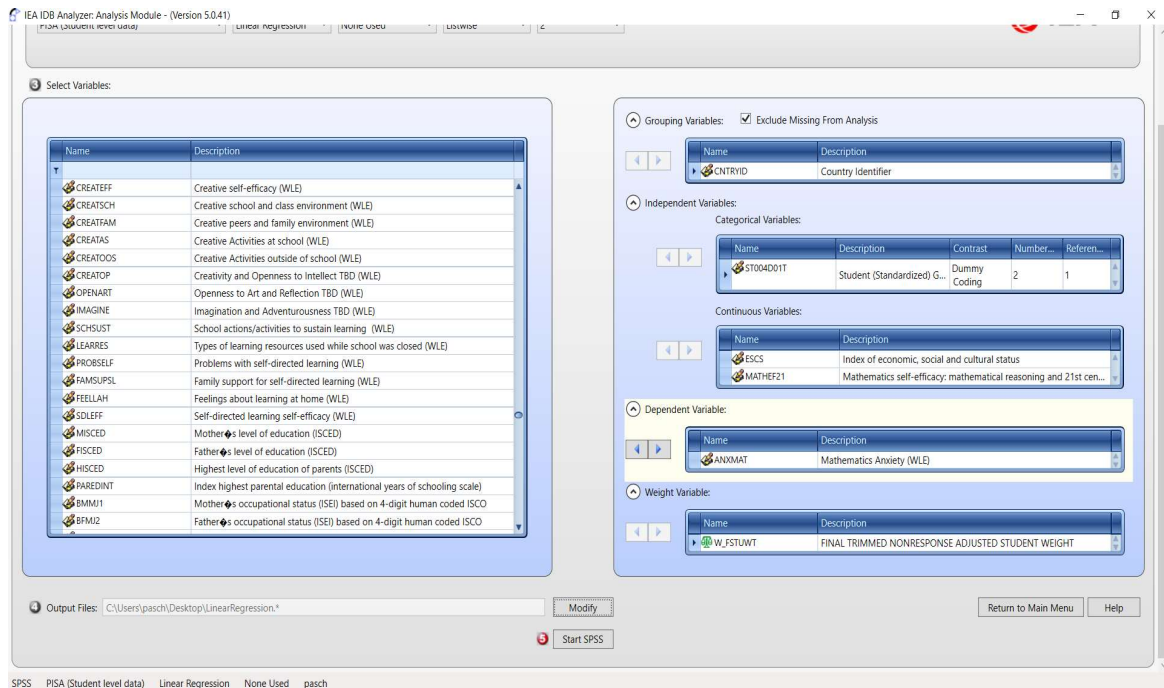 IEA IDB Analyzer: Analysis Module - (Version 5.0.41)
PISA (Student level data) Linear Regression None Used Listwise 2
3 Select Variables:
Name Description
CREATEFF Creative self-efficacy (WLE)
CREATSCH Creative school and class environment (WLE)
CREATFAM Creative peers and family environment (WLE)
CREATAS Creative Activities at school (WLE)
CREATOOS Creative Activities outside of school (WLE)
CREATOP Creativity and Openness to Intellect TBD (WLE)
OPENART Openness to Art and Reflection TBD (WLE)
IMAGINE Imagination and Adventurousness TBD (WLE)
SCHSUST School actions/activities to sustain learning (WLE)
LEARRES Types of learning resources used while school was closed (WLE)
PROBSELF Problems with self-directed learning (WLE)
FAMSUPSL Family support for self-directed learning (WLE)
FEELLAH Feelings about learning at home (WLE)
SDLEFF Self-directed learning self-efficacy (WLE)
MISCED Mother�s level of education (ISCED)
FISCED Father�s level of education (ISCED)
HISCED Highest level of education of parents (ISCED)
PAREDINT Index highest parental education (international years of schooling scale)
BMMJ1 Mother�s occupational status (ISEI) based on 4-digit human coded ISCO
BFMJ2 Father�s occupational status (ISEI) based on 4-digit human coded ISCO
Grouping Variables: Exclude Missing From Analysis
Name Description
CNTRYID Country Identifier
Independent Variables:
Categorical Variables:
Name Description Contrast Number... Referen...
ST004D01T Student (Standardized) G... Dummy Coding 2 1
Continuous Variables:
Name Description
ESCS Index of economic, social and cultural status
MATHEF21 Mathematics self-efficacy: mathematical reasoning and 21st cen...
Dependent Variable:
Name Description
ANXMAT Mathematics Anxiety (WLE)
Weight Variable:
Name Description
W_FSTUWT FINAL TRIMMED NONRESPONSE ADJUSTED STUDENT WEIGHT
4 Output Files: C:\Users\pasch\Desktop\LinearRegression.* Modify Return to Main Menu Help
5 Start SPSS
SPSS PISA (Student level data) Linear Regression None Used pasch